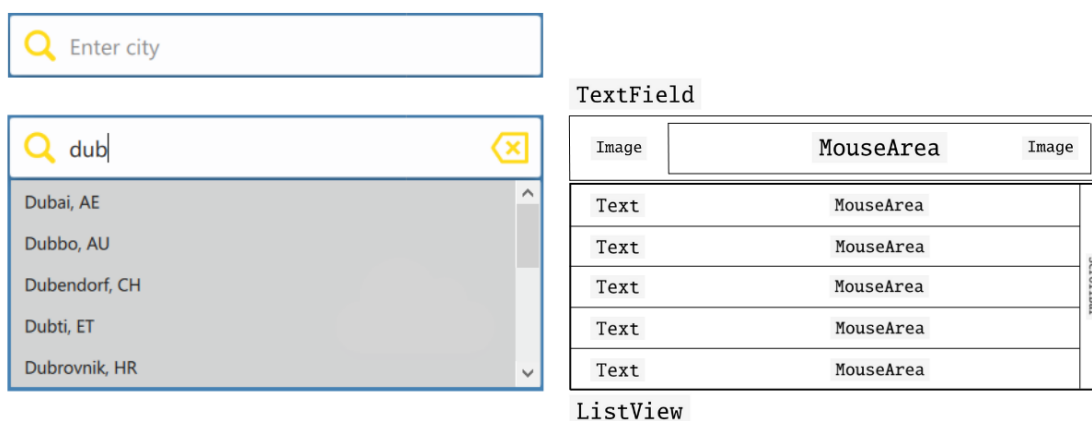 Enter city
dub
Dubai, AE
Dubbo, AU
Dubendorf, CH
Dubti, ET
Dubrovnik, HR
TextField
Image MouseArea Image
Text MouseArea
Text MouseArea
Text MouseArea
Text MouseArea
Text MouseArea
ListView